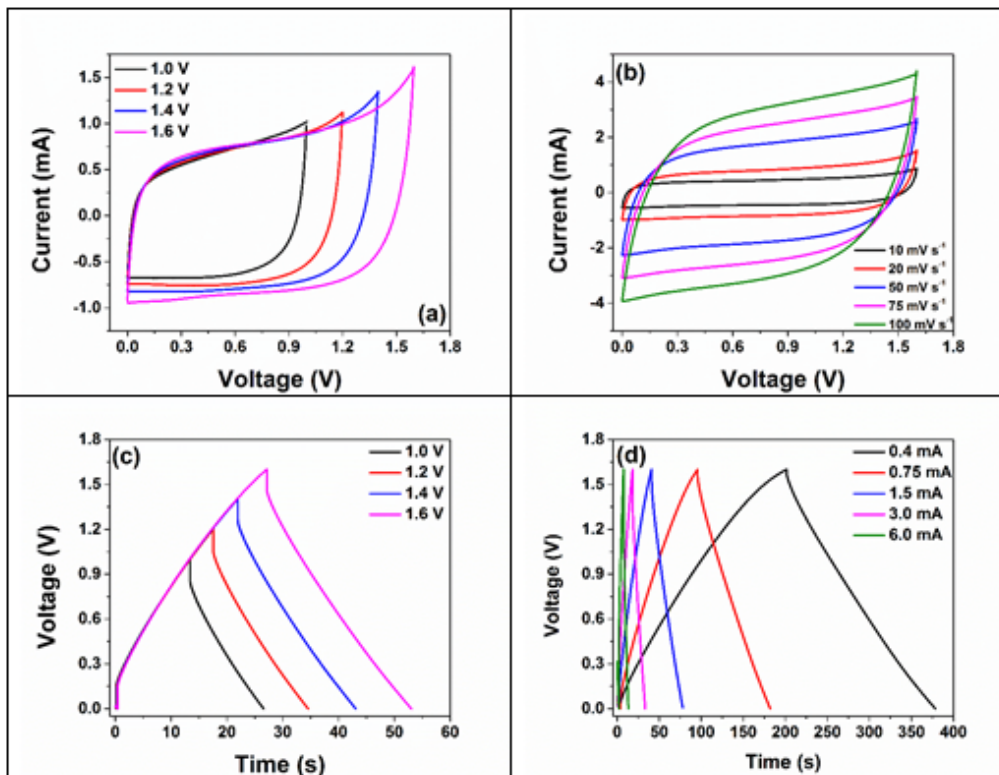 1.0 V
1.2 V
1.4 V
1.6 V
1.5
1.0
0.5
0.0
-0.5
-1.0
Current (mA)
0.0 0.3 0.6 0.9 1.2 1.5 1.8
Voltage (V)
(a)
(b)
4
2
0
-2
-4
Current (mA)
10 mV s⁻¹
20 mV s⁻¹
50 mV s⁻¹
75 mV s⁻¹
100 mV s⁻¹
0.0 0.3 0.6 0.9 1.2 1.5 1.8
Voltage (V)
(c)
1.0 V
1.2 V
1.4 V
1.6 V
1.8
1.5
1.2
0.9
0.6
0.3
0.0
Voltage (V)
0 10 20 30 40 50 60
Time (s)
(d)
0.4 mA
0.75 mA
1.5 mA
3.0 mA
6.0 mA
1.8
1.5
1.2
0.9
0.6
0.3
0.0
Voltage (V)
0 50 100 150 200 250 300 350 400
Time (s)